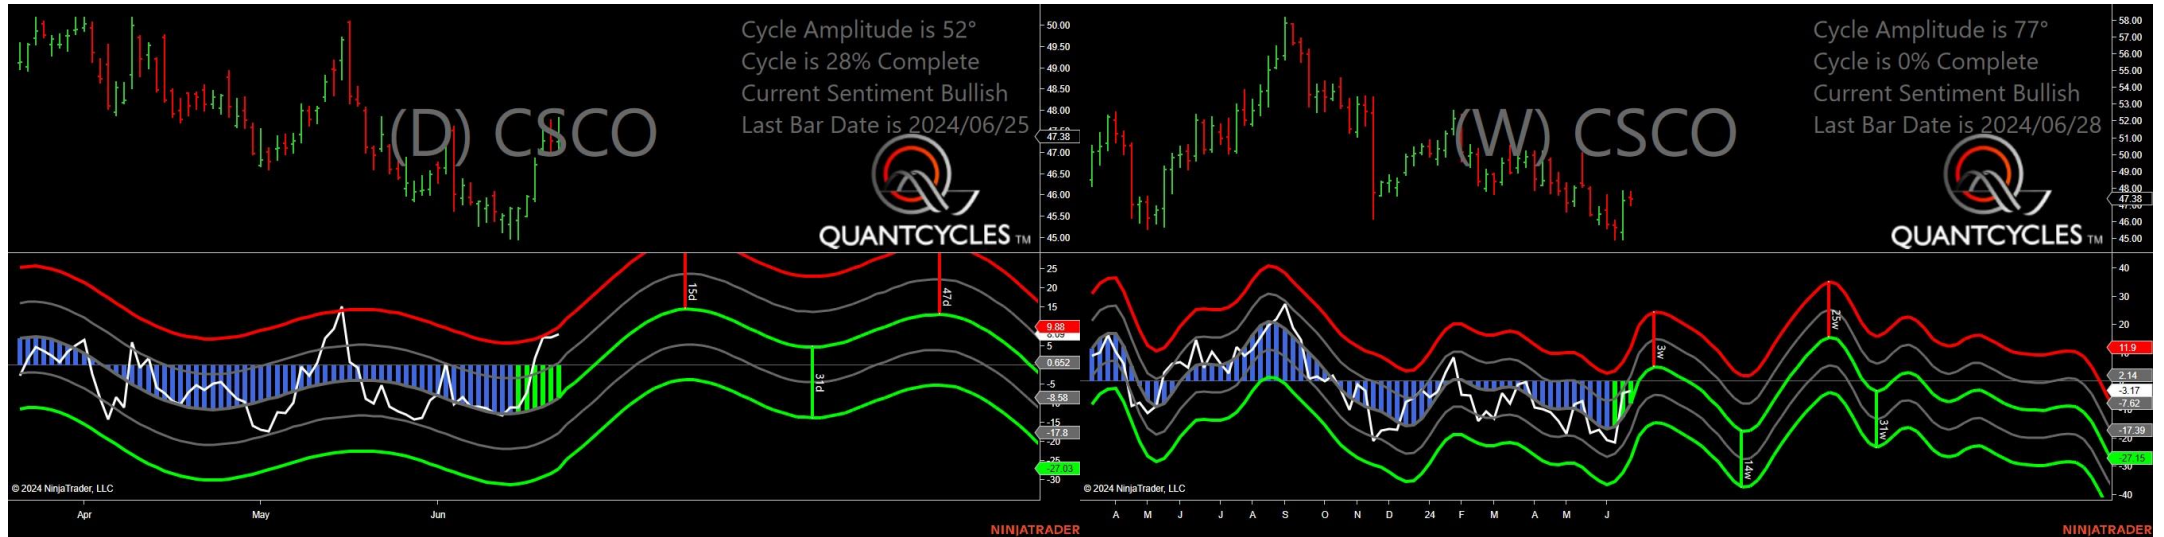 Cycle Amplitude is 52°
Cycle is 28% Complete
Current Sentiment Bullish
Last Bar Date is 2024/06/25
(D) CSCO
QUANTCYCLES TM
50.00
49.50
49.00
48.50
48.00
47.38
47.00
46.50
46.00
45.50
45.00
15d
47d
31d
25
20
15
9.88
8.09
5
0.652
-5
-8.58
-15
-17.8
-20
-25
-27.03
-30
© 2024 NinjaTrader, LLC
Apr May Jun
NINJATRADER
Cycle Amplitude is 77°
Cycle is 0% Complete
Current Sentiment Bullish
Last Bar Date is 2024/06/28
(W) CSCO
QUANTCYCLES TM
58.00
57.00
56.00
55.00
54.00
53.00
52.00
51.00
50.00
49.00
48.00
47.38
46.00
45.00
3w
14w
25w
31w
40
30
20
11.9
2.14
-3.17
-7.62
-17.39
-20
-27.15
-30
-40
© 2024 NinjaTrader, LLC
A M J J A S O N D 24 F M A M J
NINJATRADER